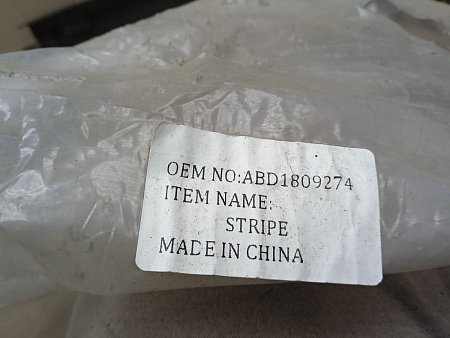 OEM NO:ABD1809274
ITEM NAME:
STRIPE
MADE IN CHINA